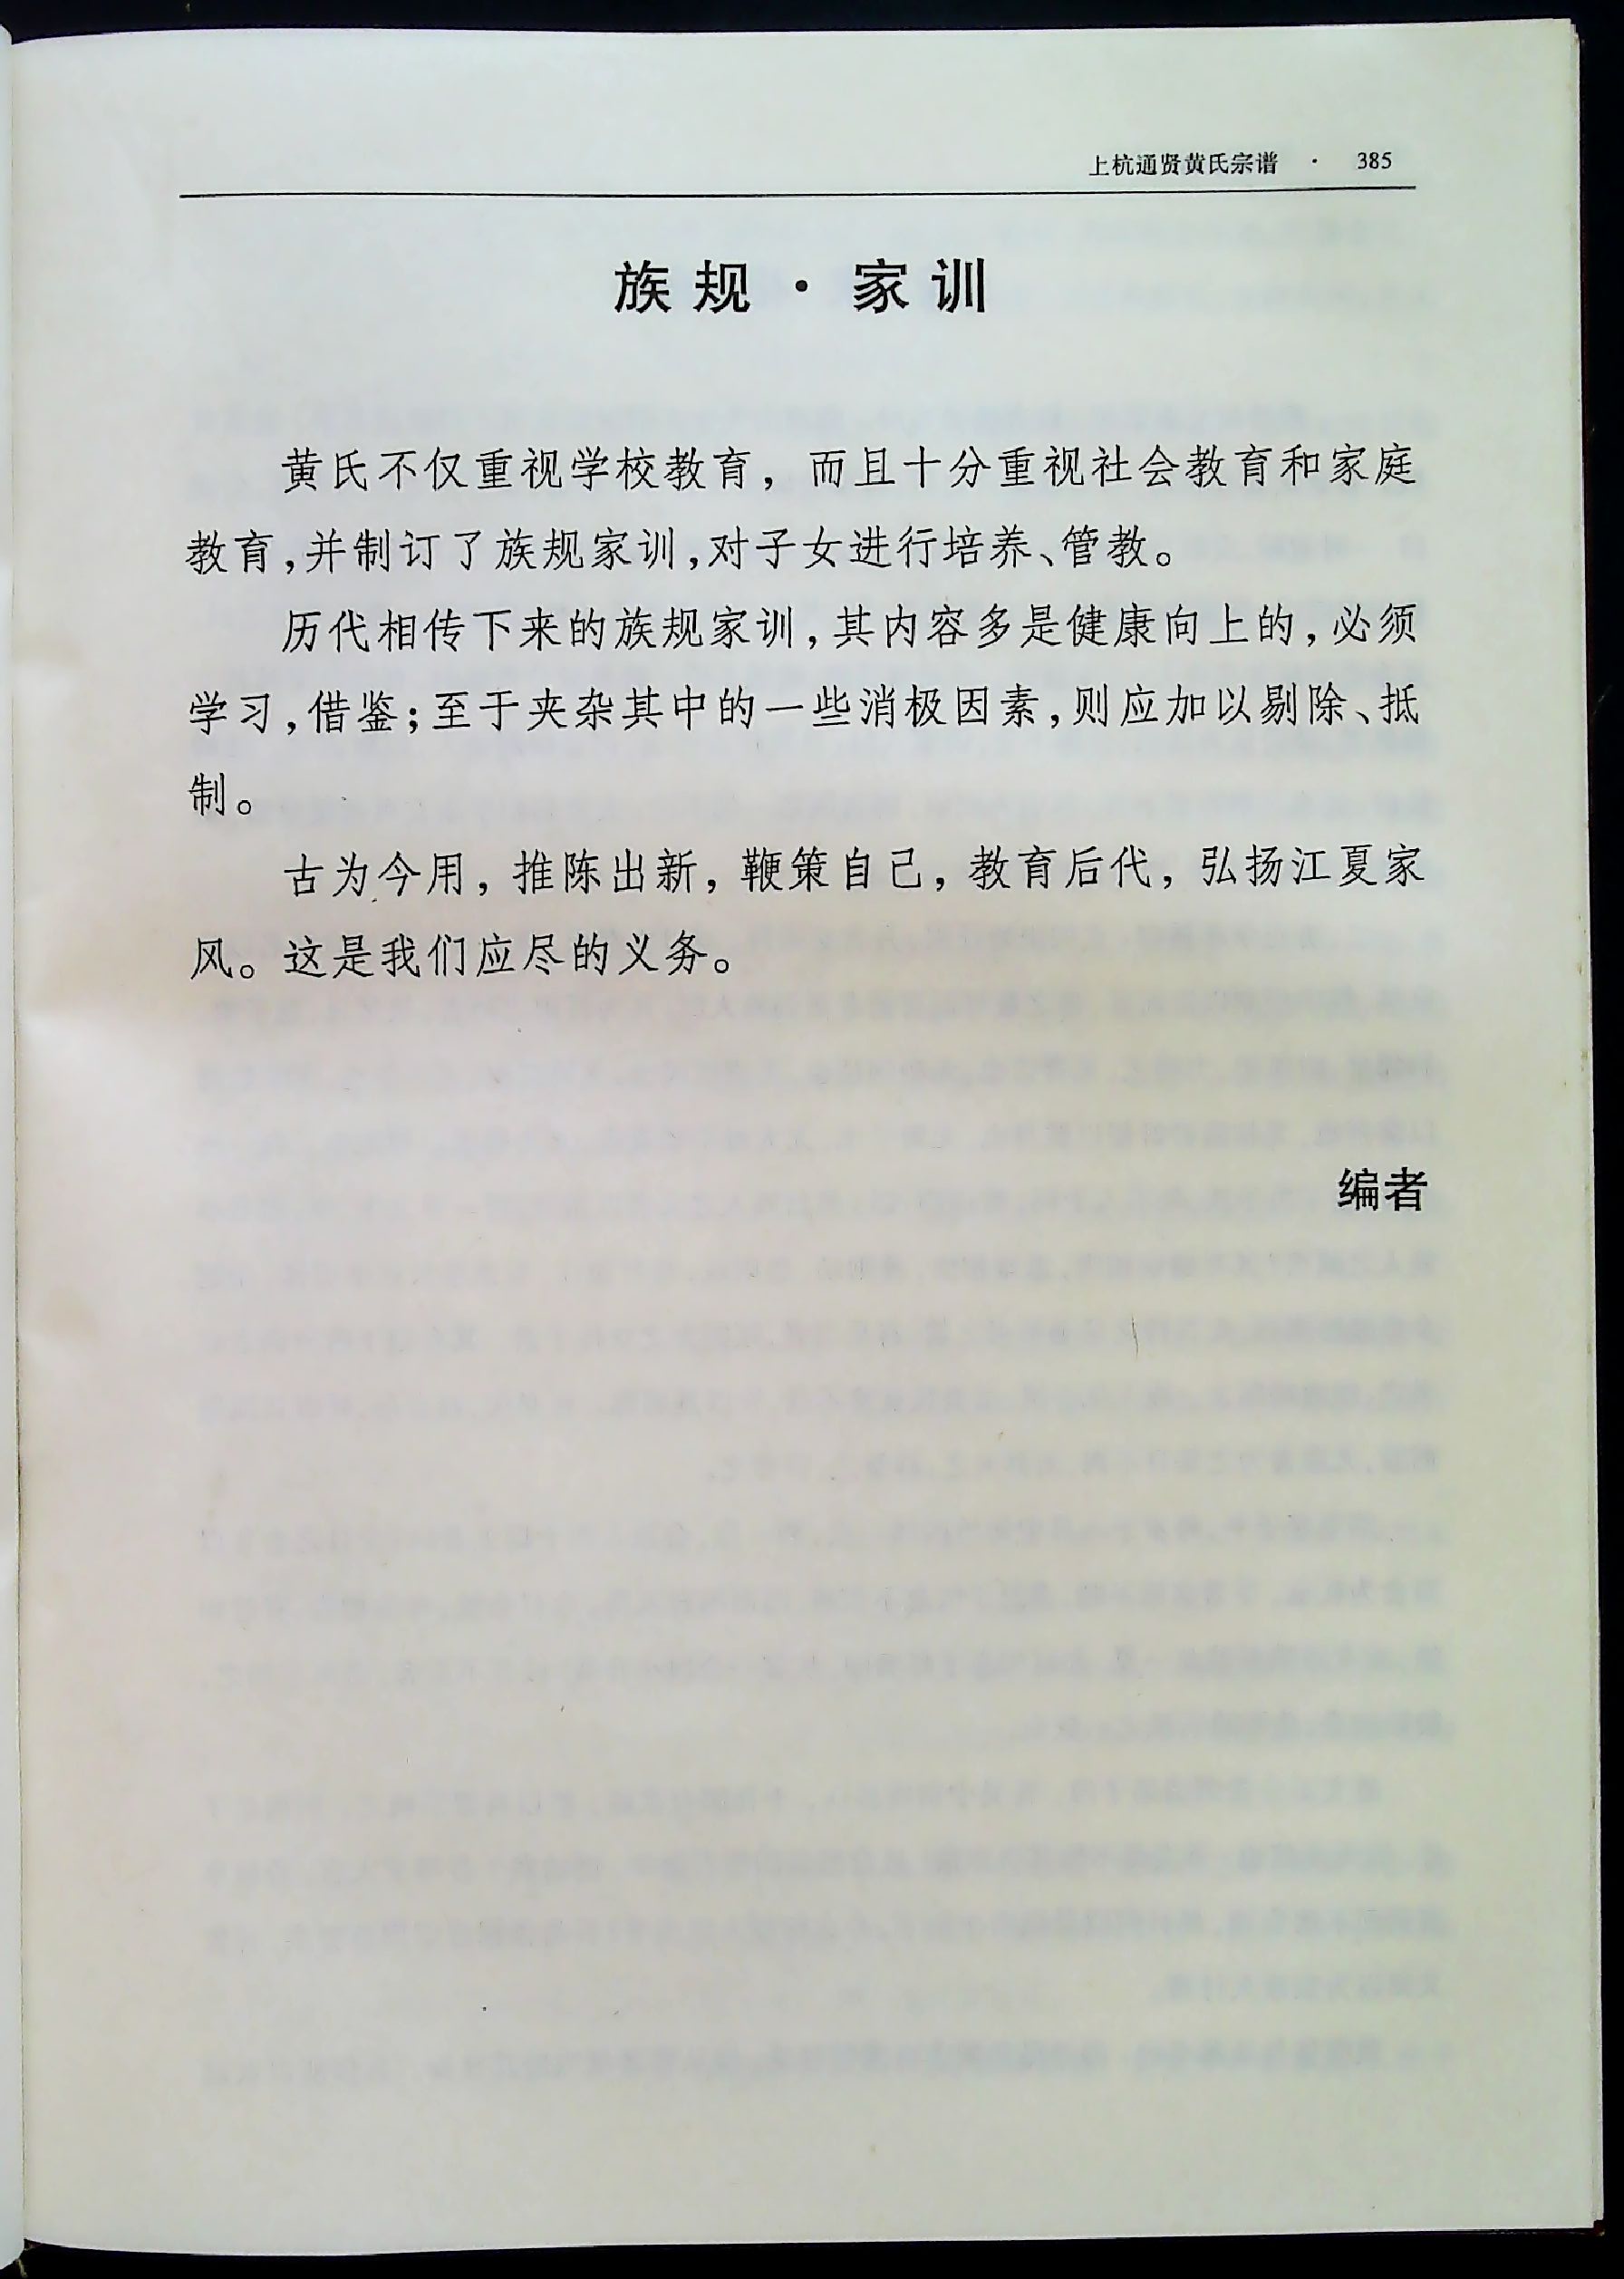 上杭通贤黄氏宗谱 · 385
族规·家训
黄氏不仅重视学校教育，而且十分重视社会教育和家庭
教育，并制订了族规家训，对子女进行培养、管教。
历代相传下来的族规家训，其内容多是健康向上的，必须
学习，借鉴；至于夹杂其中的一些消极因素，则应加以剔除、抵
制。
古为今用，推陈出新，鞭策自己，教育后代，弘扬江夏家
风。这是我们应尽的义务。
编者